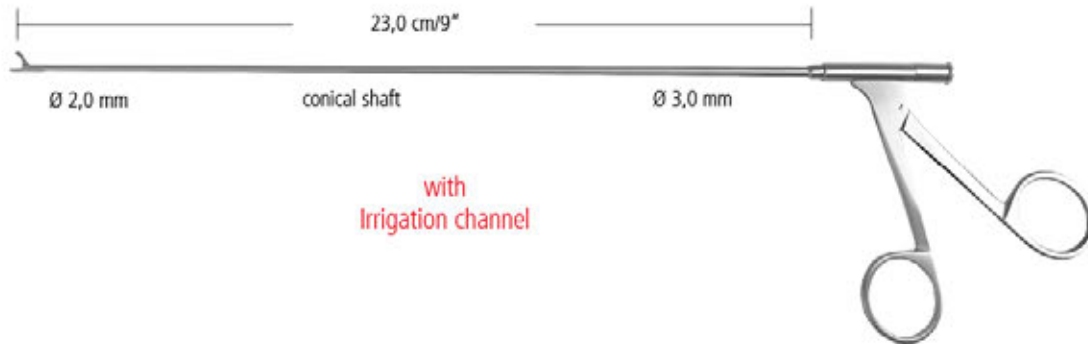 23,0 cm/9"
Ø 2,0 mm
conical shaft
Ø 3,0 mm
with
Irrigation channel